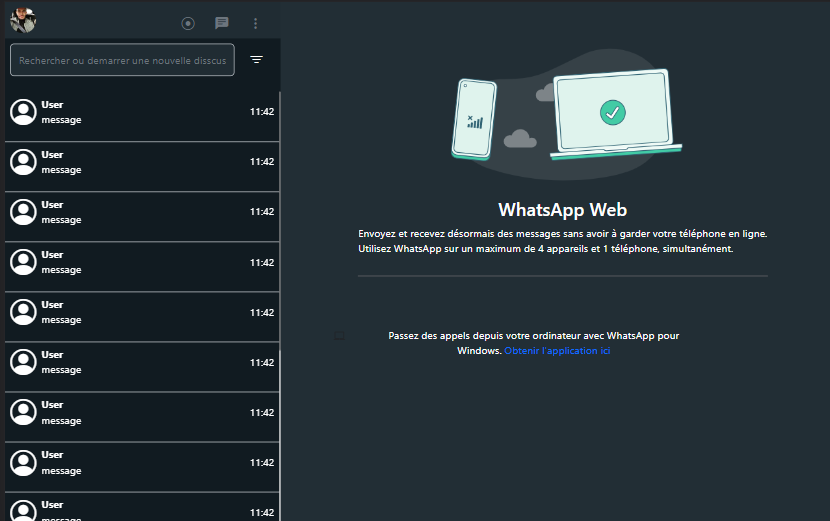 Rechercher ou demarrer une nouvelle disscus
User
message
11:42
User
message
11:42
User
message
11:42
User
message
11:42
User
message
11:42
User
message
11:42
User
message
11:42
User
message
11:42
User
11:42
WhatsApp Web
Envoyez et recevez désormais des messages sans avoir à garder votre téléphone en ligne.
Utilisez WhatsApp sur un maximum de 4 appareils et 1 téléphone, simultanément.
Passez des appels depuis votre ordinateur avec WhatsApp pour
Windows. Obtenir l'application ici